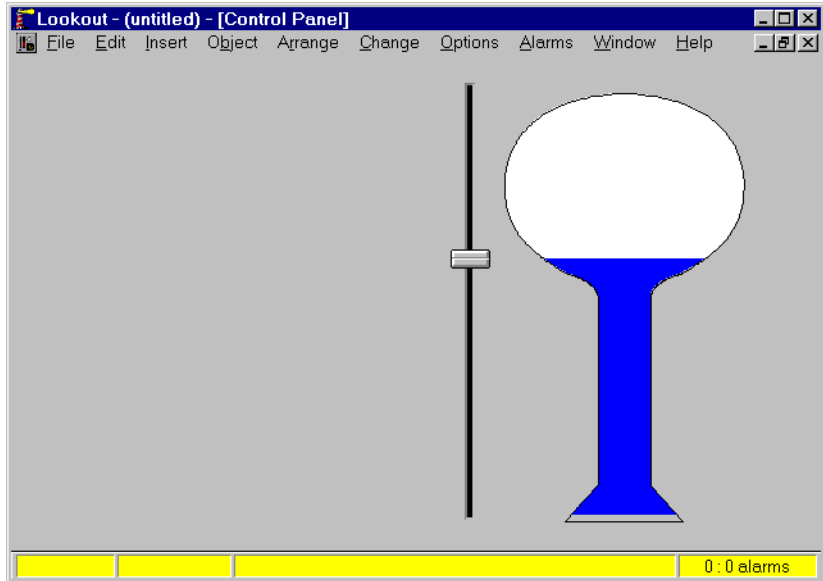 Lookout - (untitled) - [Control Panel]
File Edit Insert Object Arrange Change Options Alarms Window Help
0 : 0 alarms